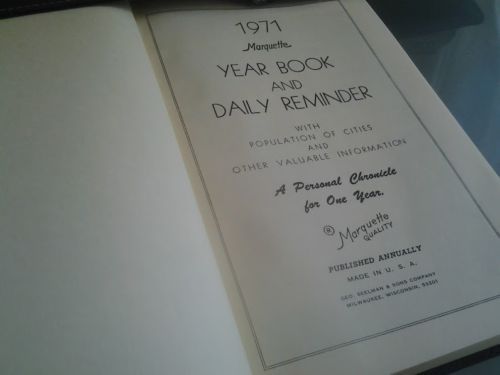 1971
Marquette
YEAR BOOK
AND
DAILY REMINDER
WITH
POPULATION OF CITIES
AND
OTHER VALUABLE INFORMATION
A Personal Chronicle
for One Year.
® Marquette
QUALITY
PUBLISHED ANNUALLY
MADE IN U. S. A.
GEO. SEELMAN & SONS COMPANY
MILWAUKEE, WISCONSIN, 53201